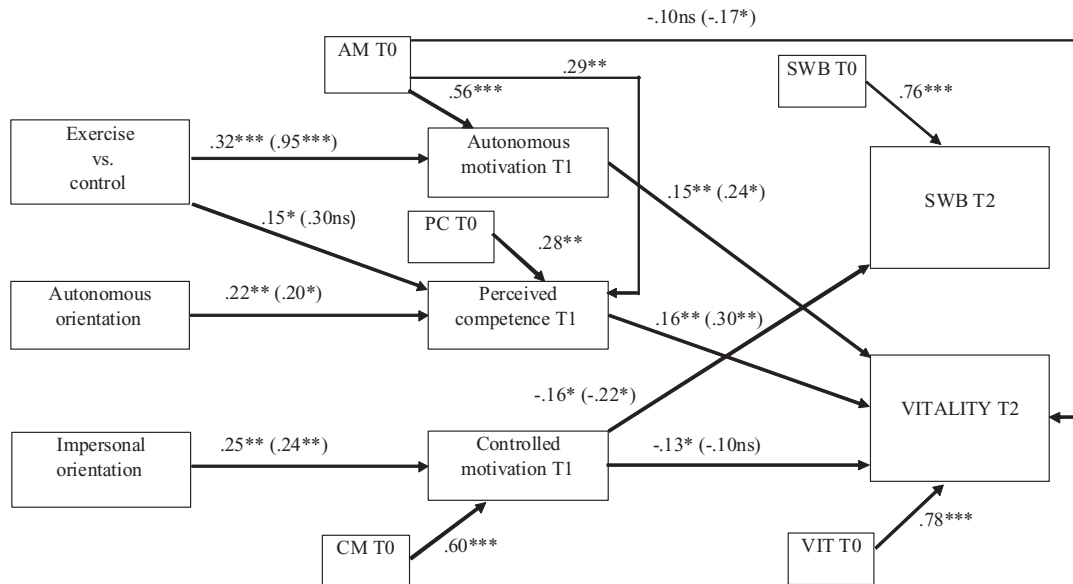 -.10ns (-.17*)
AM T0
.29**
SWB T0
.56***
.76***
Exercise
vs.
control
.32*** (.95***)
Autonomous
motivation T1
.15** (.24*)
SWB T2
.15* (.30ns)
PC T0
.28**
Autonomous
orientation
.22** (.20*)
Perceived
competence T1
.16** (.30**)
-.16* (-.22*)
VITALITY T2
Impersonal
orientation
.25** (.24**)
Controlled
motivation T1
-.13* (-.10ns)
CM T0
.60***
VIT T0
.78***